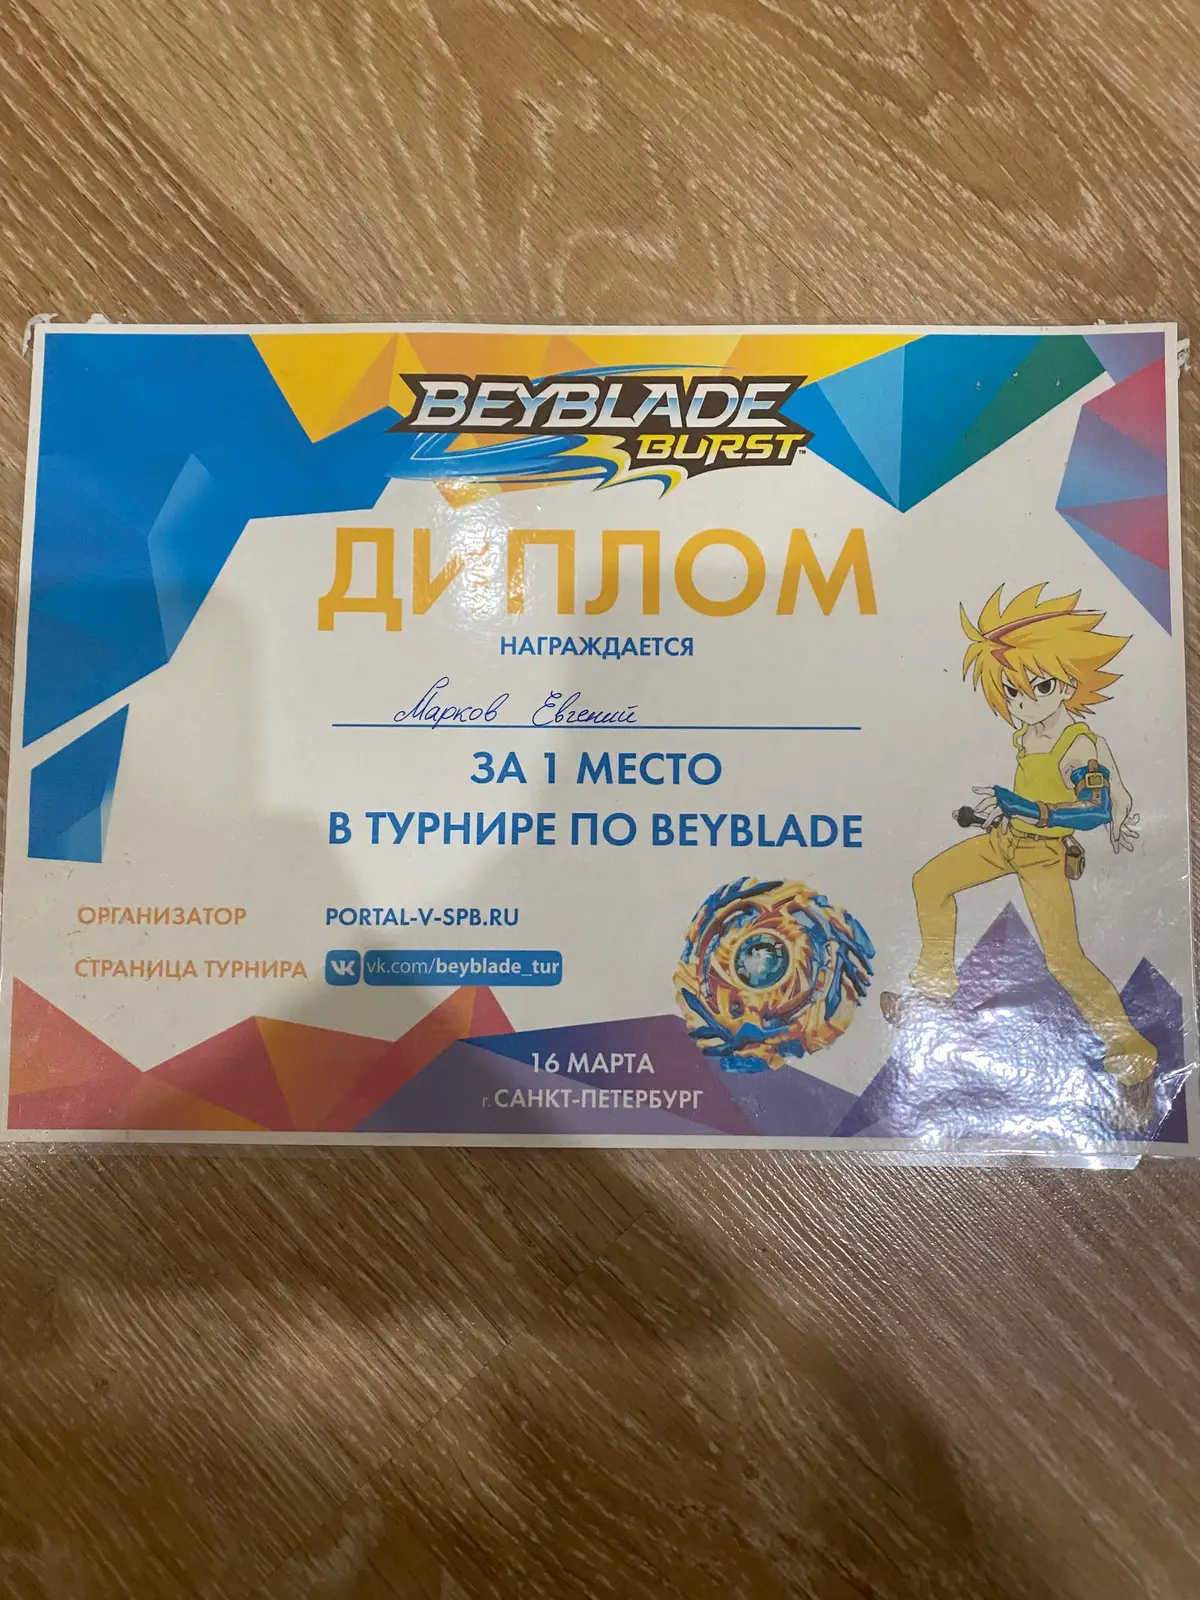 BEYBLADE
BURST™
ДИПЛОМ
НАГРАЖДАЕТСЯ
Марков Евгений
ЗА 1 МЕСТО
В ТУРНИРЕ ПО BEYBLADE
ОРГАНИЗАТОР PORTAL-V-SPB.RU
СТРАНИЦА ТУРНИРА vk.com/beyblade_tur
16 МАРТА
г. САНКТ-ПЕТЕРБУРГ